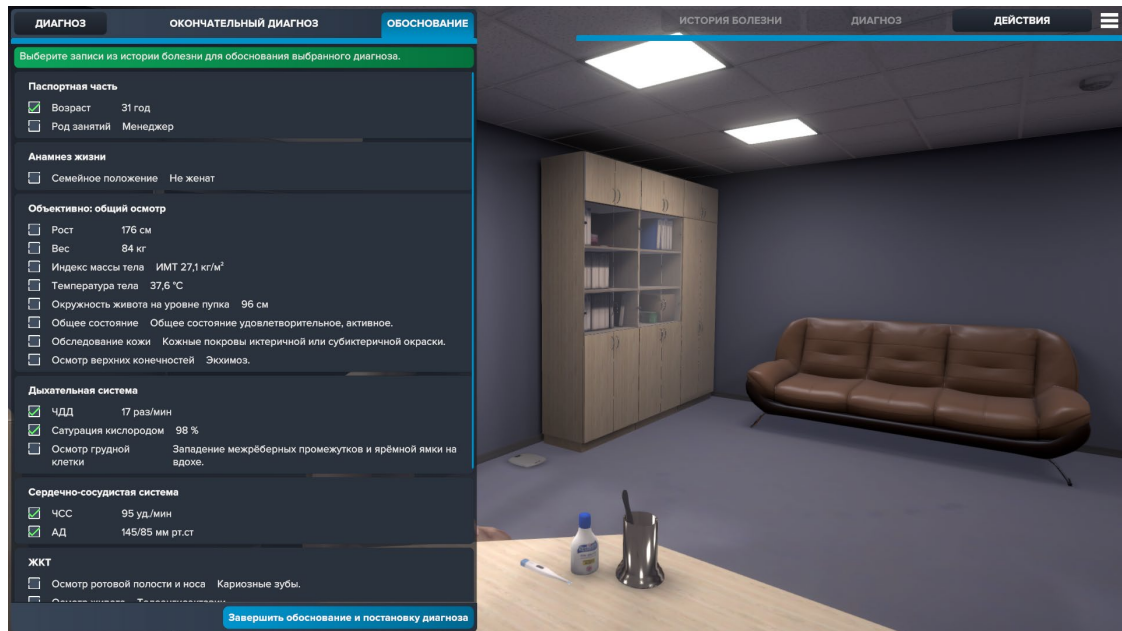 ДИАГНОЗ
ОКОНЧАТЕЛЬНЫЙ ДИАГНОЗ
ОБОСНОВАНИЕ
ИСТОРИЯ БОЛЕЗНИ
ДИАГНОЗ
ДЕЙСТВИЯ
Выберите записи из истории болезни для обоснования выбранного диагноза.
Паспортная часть
Возраст 31 год
Род занятий Менеджер
Анамнез жизни
Семейное положение Не женат
Объективно: общий осмотр
Рост 176 см
Вес 84 кг
Индекс массы тела ИМТ 27,1 кг/м²
Температура тела 37,6 °C
Окружность живота на уровне пупка 96 см
Общее состояние Общее состояние удовлетворительное, активное.
Обследование кожи Кожные покровы иктеричной или субиктеричной окраски.
Осмотр верхних конечностей Экхимоз.
Дыхательная система
ЧДД 17 раз/мин
Сатурация кислородом 98 %
Осмотр грудной Западение межрёберных промежутков и ярёмной ямки на
клетки вдохе.
Сердечно-сосудистая система
ЧСС 95 уд./мин
АД 145/85 мм рт.ст
ЖКТ
Осмотр ротовой полости и носа Кариозные зубы.
Завершить обоснование и постановку диагноза